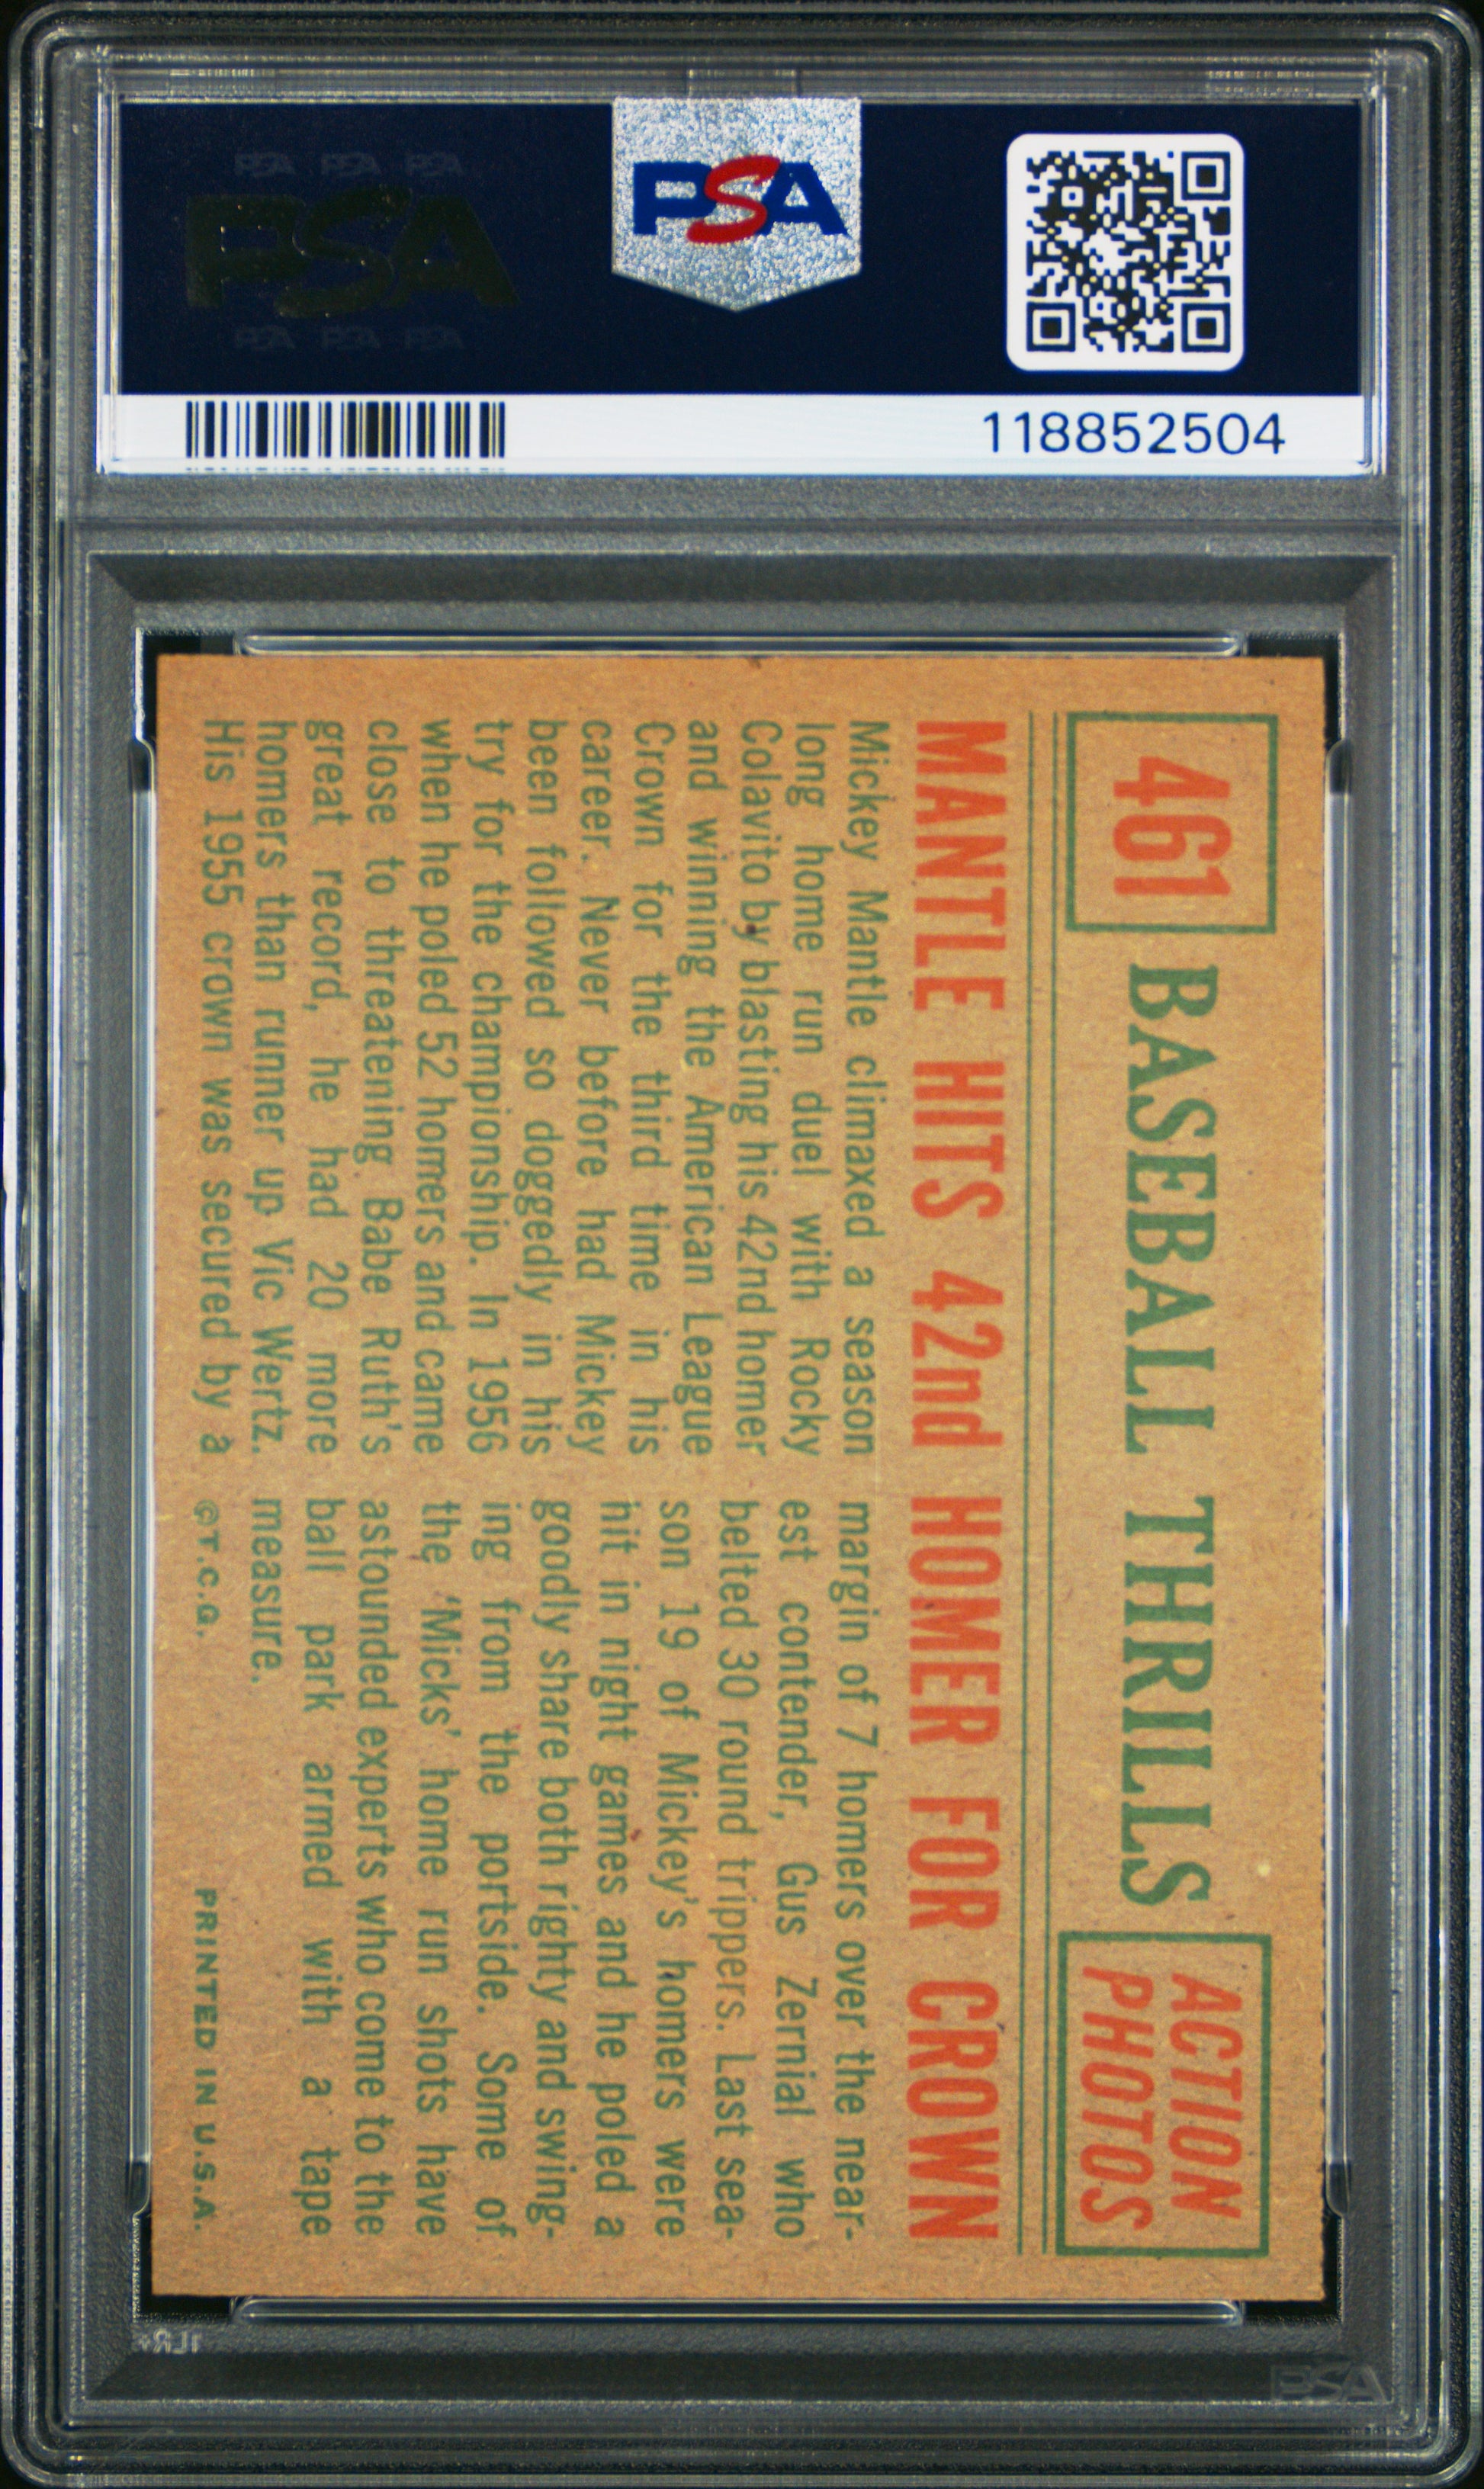 PSA PSA PSA
PSA
PSA PSA PSA
PSA
118852504
461
BASEBALL THRILLS
ACTION
PHOTOS
MANTLE HITS 42nd HOMER FOR CROWN
Mickey Mantle climaxed a season
long home run duel with Rocky
Colavito by blasting his 42nd homer
and winning the American League
Crown for the third time in his
career. Never before had Mickey
been followed so doggedly in his
try for the championship. In 1956
when he poled 52 homers and came
close to threatening Babe Ruth's
great record, he had 20 more
homers than runner up Vic Wertz.
His 1955 crown was secured by a
margin of 7 homers over the near-
est contender, Gus Zernial who
belted 30 round trippers. Last sea-
son 19 of Mickey's homers were
hit in night games and he poled a
goodly share both righty and swing-
ing from the portside. Some of
the 'Micks' home run shots have
astounded experts who come to the
ball park armed with a tape
measure.
©T.C.G.
PRINTED IN U.S.A.
PSA